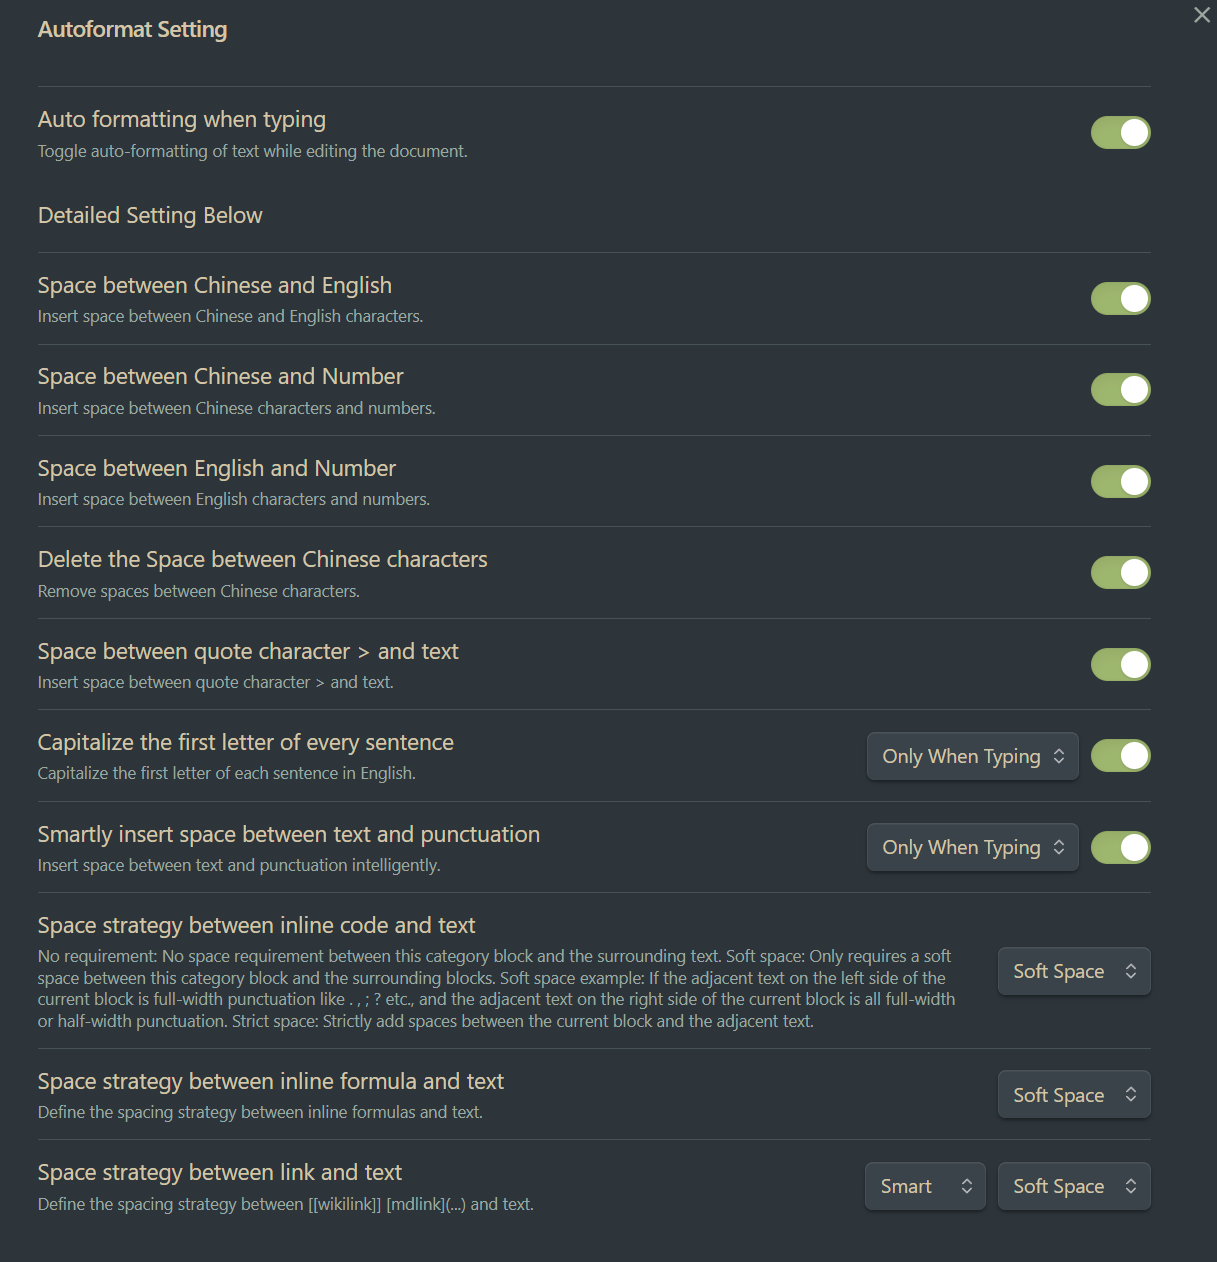 Autoformat Setting
Auto formatting when typing
Toggle auto-formatting of text while editing the document.
Detailed Setting Below
Space between Chinese and English
Insert space between Chinese and English characters.
Space between Chinese and Number
Insert space between Chinese characters and numbers.
Space between English and Number
Insert space between English characters and numbers.
Delete the Space between Chinese characters
Remove spaces between Chinese characters.
Space between quote character > and text
Insert space between quote character > and text.
Capitalize the first letter of every sentence
Capitalize the first letter of each sentence in English.
Only When Typing
Smartly insert space between text and punctuation
Insert space between text and punctuation intelligently.
Only When Typing
Space strategy between inline code and text
No requirement: No space requirement between this category block and the surrounding text. Soft space: Only requires a soft
space between this category block and the surrounding blocks. Soft space example: If the adjacent text on the left side of the
current block is full-width punctuation like . , ; ? etc., and the adjacent text on the right side of the current block is all full-width
or half-width punctuation. Strict space: Strictly add spaces between the current block and the adjacent text.
Soft Space
Space strategy between inline formula and text
Define the spacing strategy between inline formulas and text.
Soft Space
Space strategy between link and text
Define the spacing strategy between [[wikilink]] [mdlink](...) and text.
Smart
Soft Space